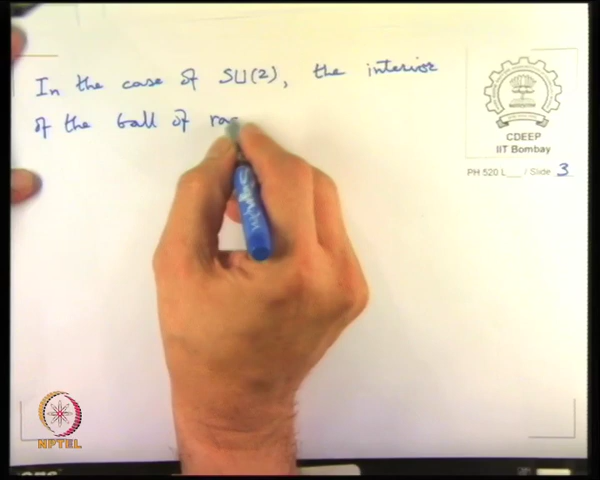 In the case of SU(2), the interior
of the ball of ra
CDEEP
IIT Bombay
PH 520 L___ / Slide 3
NPTEL